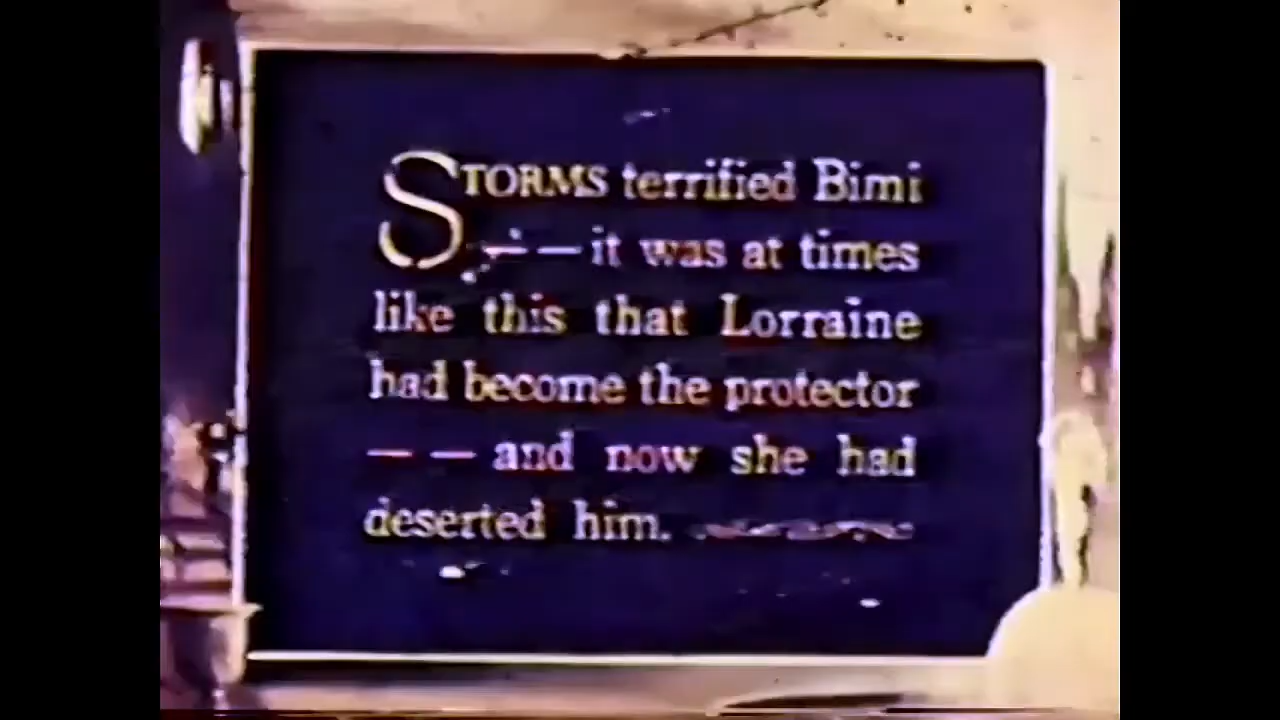 STORMS terrified Bimi
— — it was at times
like this that Lorraine
had become the protector
— — and now she had
deserted him.